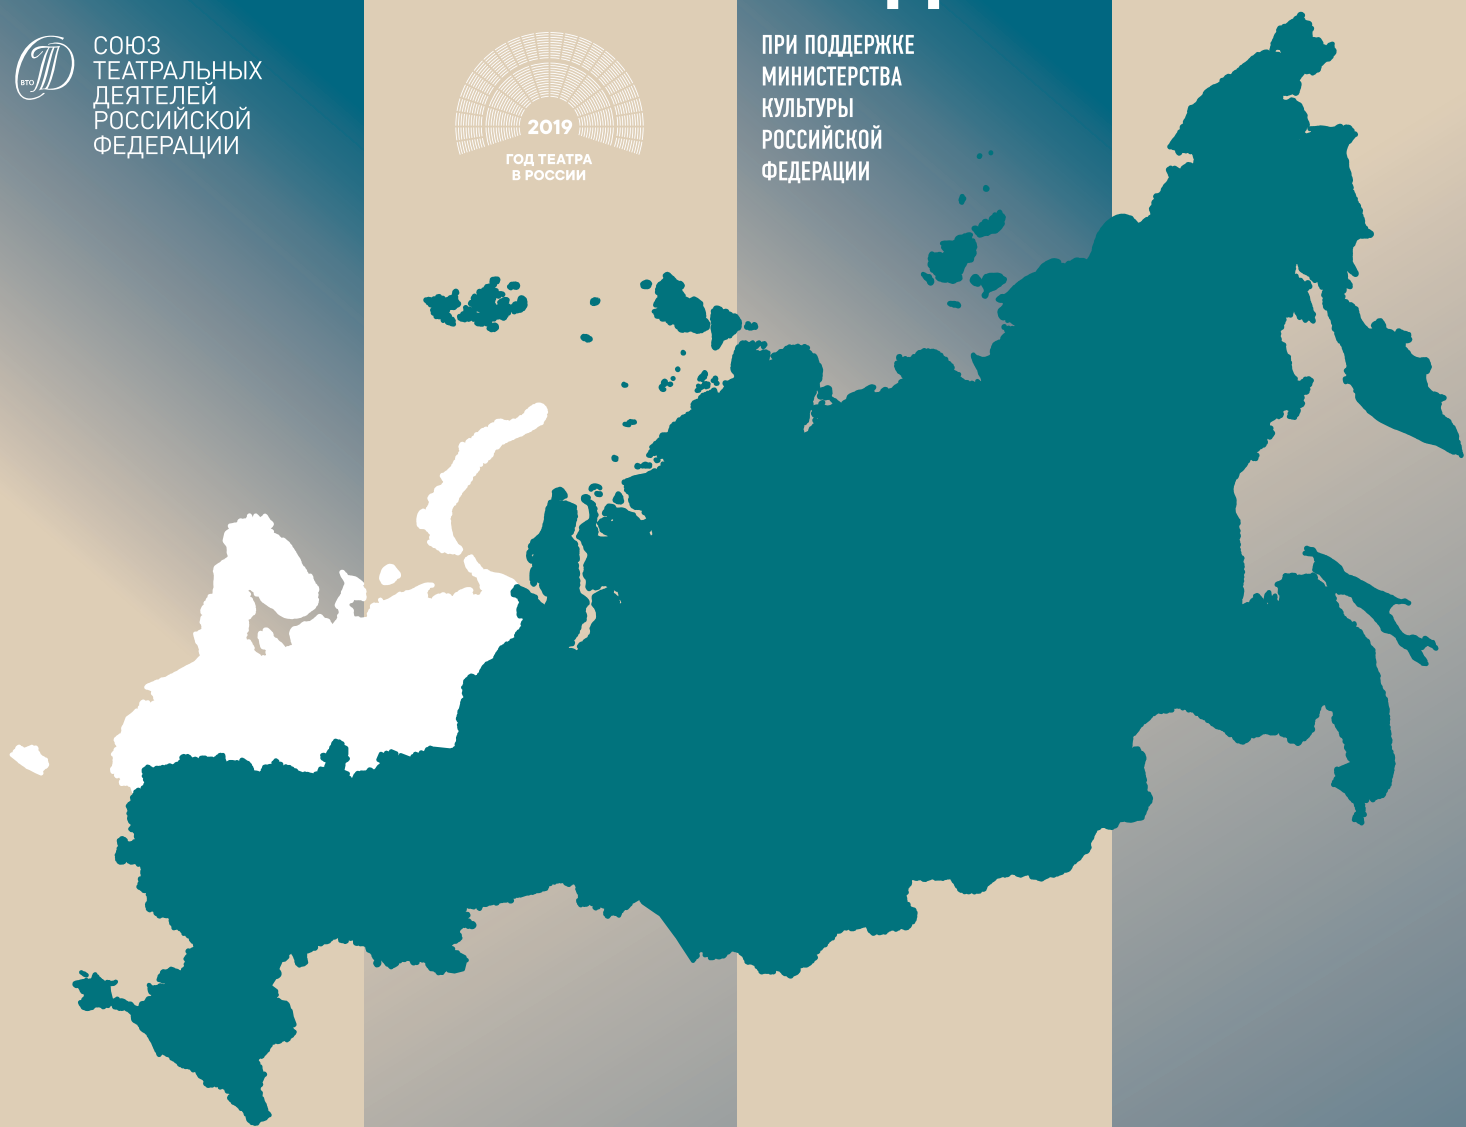 СОЮЗ
ТЕАТРАЛЬНЫХ
ДЕЯТЕЛЕЙ
РОССИЙСКОЙ
ФЕДЕРАЦИИ
ВТО
2019
ГОД ТЕАТРА
В РОССИИ
ПРИ ПОДДЕРЖКЕ
МИНИСТЕРСТВА
КУЛЬТУРЫ
РОССИЙСКОЙ
ФЕДЕРАЦИИ